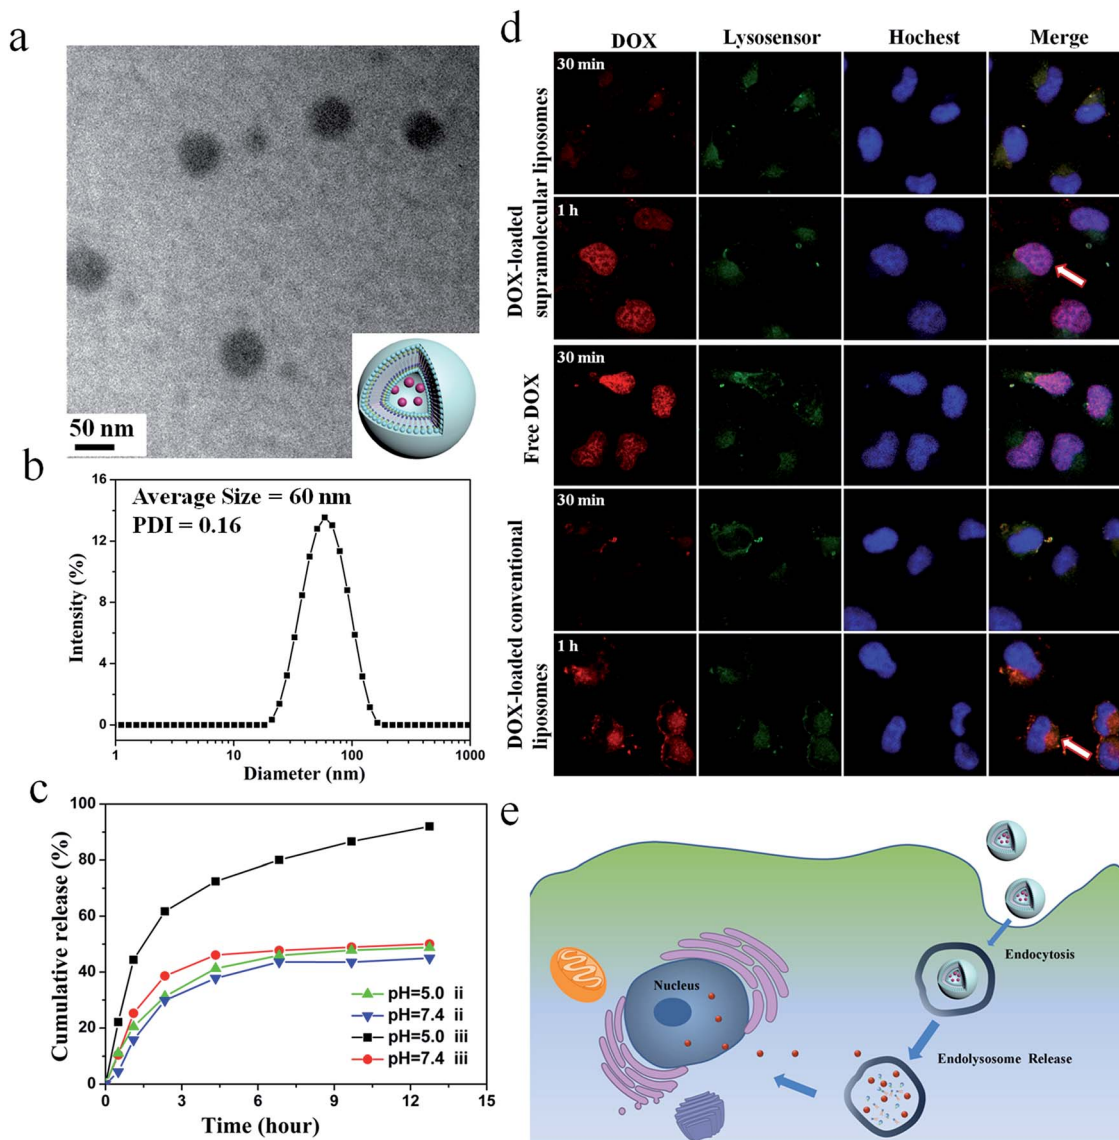 a
50 nm
b
Average Size = 60 nm
PDI = 0.16
16
12
8
4
0
Intensity (%)
1
10
100
1000
Diameter (nm)
c
100
80
60
40
20
0
Cumulative release (%)
pH=5.0 ii
pH=7.4 ii
pH=5.0 iii
pH=7.4 iii
0
3
6
9
12
15
Time (hour)
d
DOX
Lysosensor
Hochest
Merge
DOX-loaded
supramolecular liposomes
30 min
1 h
Free DOX
30 min
DOX-loaded conventional
liposomes
30 min
1 h
e
Endocytosis
Nucleus
Endolysosome Release